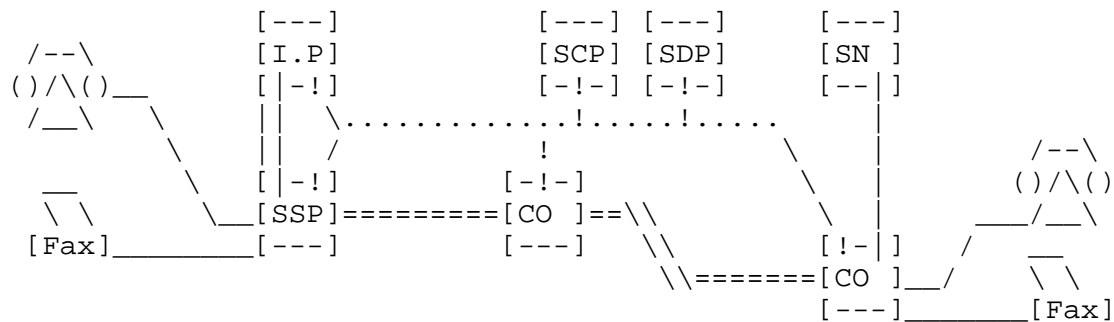 [I.P] [SCP] [SDP] [SN ]
[SSP] [CO ]
[Fax] [CO ]
[Fax]